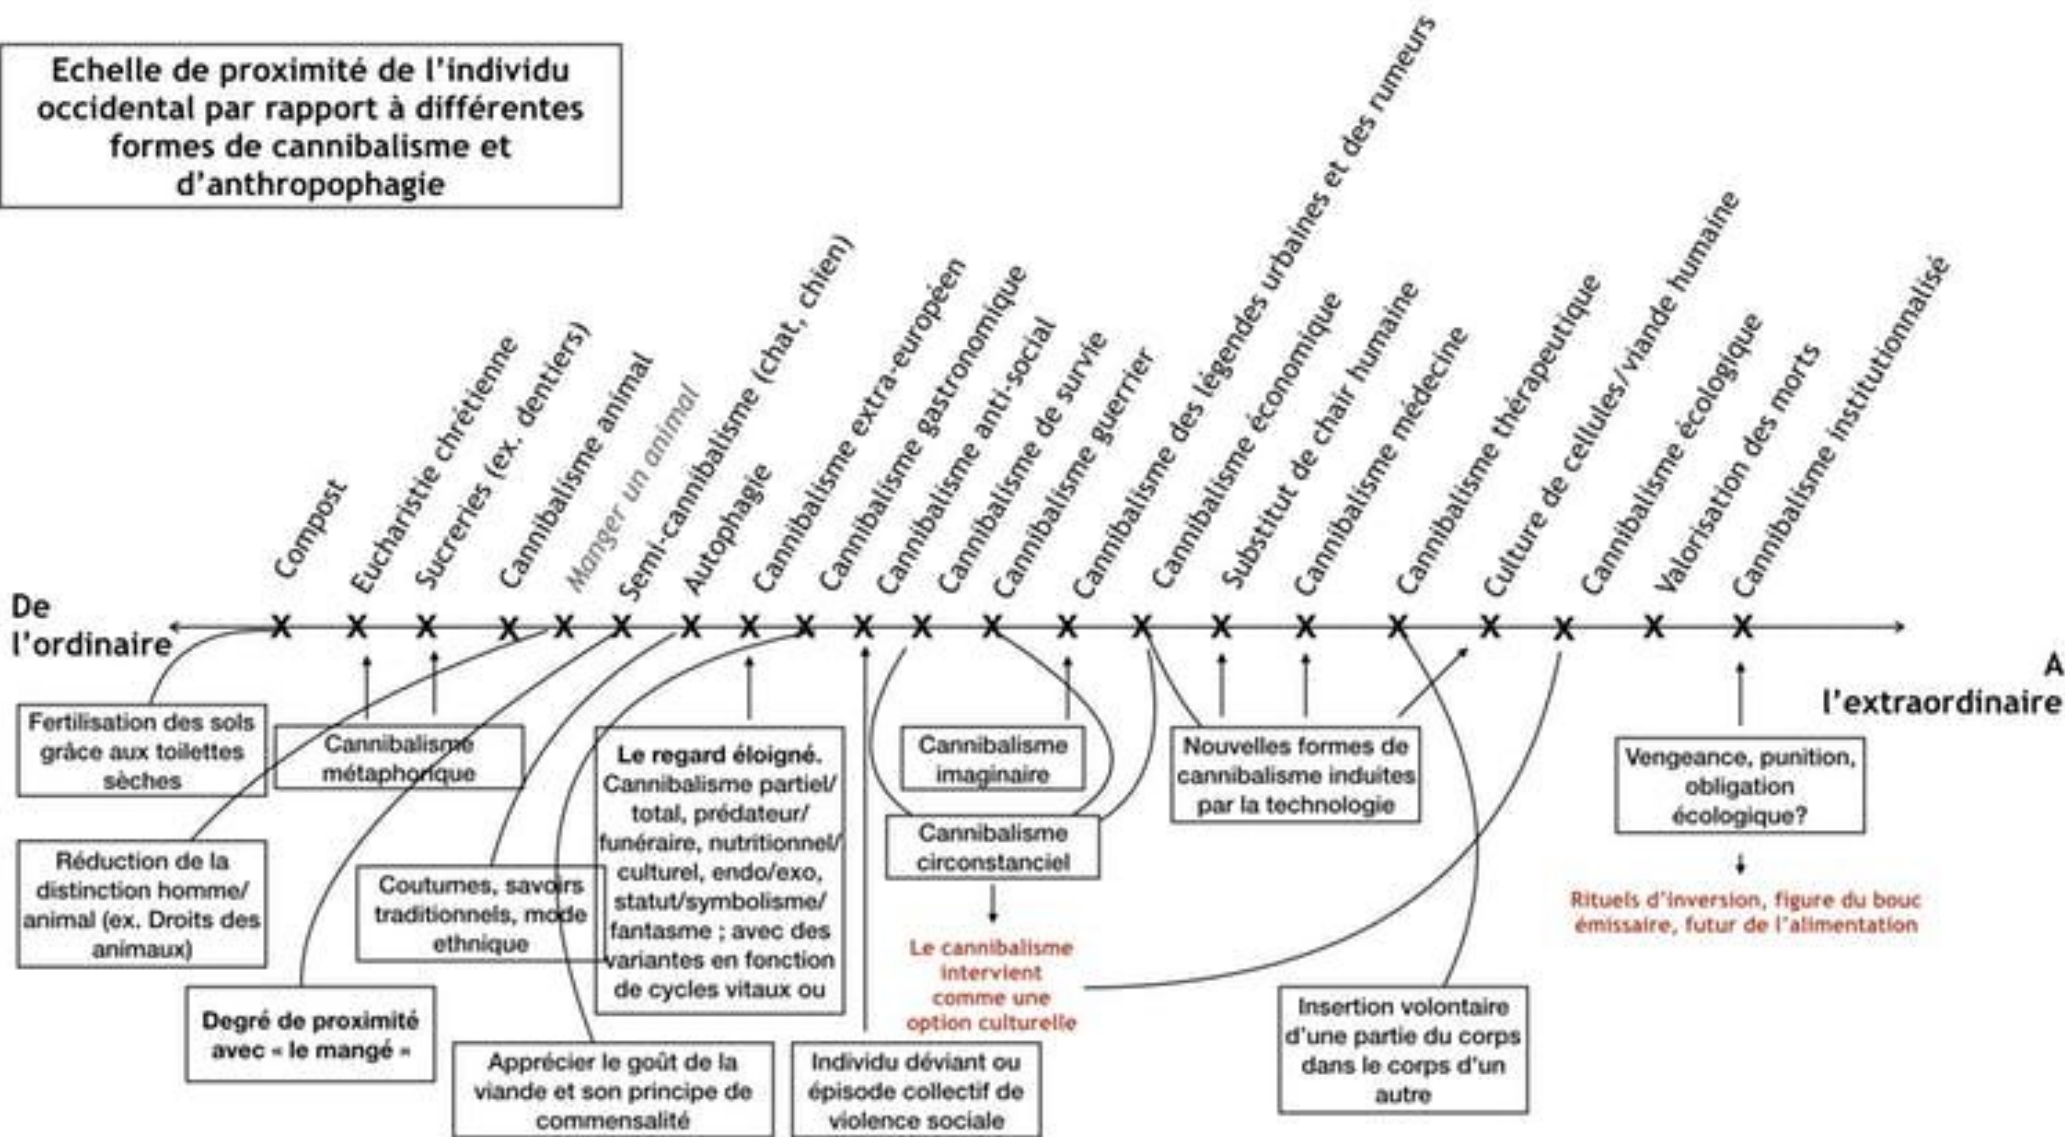 Echelle de proximité de l'individu
occidental par rapport à différentes
formes de cannibalisme et
d'anthropophagie
Compost
Eucharistie chrétienne
Sucreries (ex. dentiers)
Cannibalisme animal
Manger un animal
Semi-cannibalisme (chat, chien)
Autophagie
Cannibalisme extra-européen
Cannibalisme gastronomique
Cannibalisme anti-social
Cannibalisme de survie
Cannibalisme guerrier
Cannibalisme des légendes urbaines et des rumeurs
Cannibalisme économique
Substitut de chair humaine
Cannibalisme médecine
Cannibalisme thérapeutique
Culture de cellules/viande humaine
Cannibalisme écologique
Valorisation des morts
Cannibalisme institutionnalisé
De
l'ordinaire
X X X X X X X X X X X X X X X X X X X X X
A
l'extraordinaire
Fertilisation des sols
grâce aux toilettes
sèches
Cannibalisme
métaphorique
Le regard éloigné.
Cannibalisme partiel/
total, prédateur/
funéraire, nutritionnel/
culturel, endo/exo,
statut/symbolisme/
fantasme ; avec des
variantes en fonction
de cycles vitaux ou
Cannibalisme
imaginaire
Nouvelles formes de
cannibalisme induites
par la technologie
Vengeance, punition,
obligation
écologique?
Réduction de la
distinction homme/
animal (ex. Droits des
animaux)
Coutumes, savoirs
traditionnels, mode
ethnique
Cannibalisme
circonstanciel
Rituels d'inversion, figure du bouc
émissaire, futur de l'alimentation
Le cannibalisme
intervient
comme une
option culturelle
Degré de proximité
avec « le mangé »
Apprécier le goût de la
viande et son principe de
commensalité
Individu déviant ou
épisode collectif de
violence sociale
Insertion volontaire
d'une partie du corps
dans le corps d'un
autre